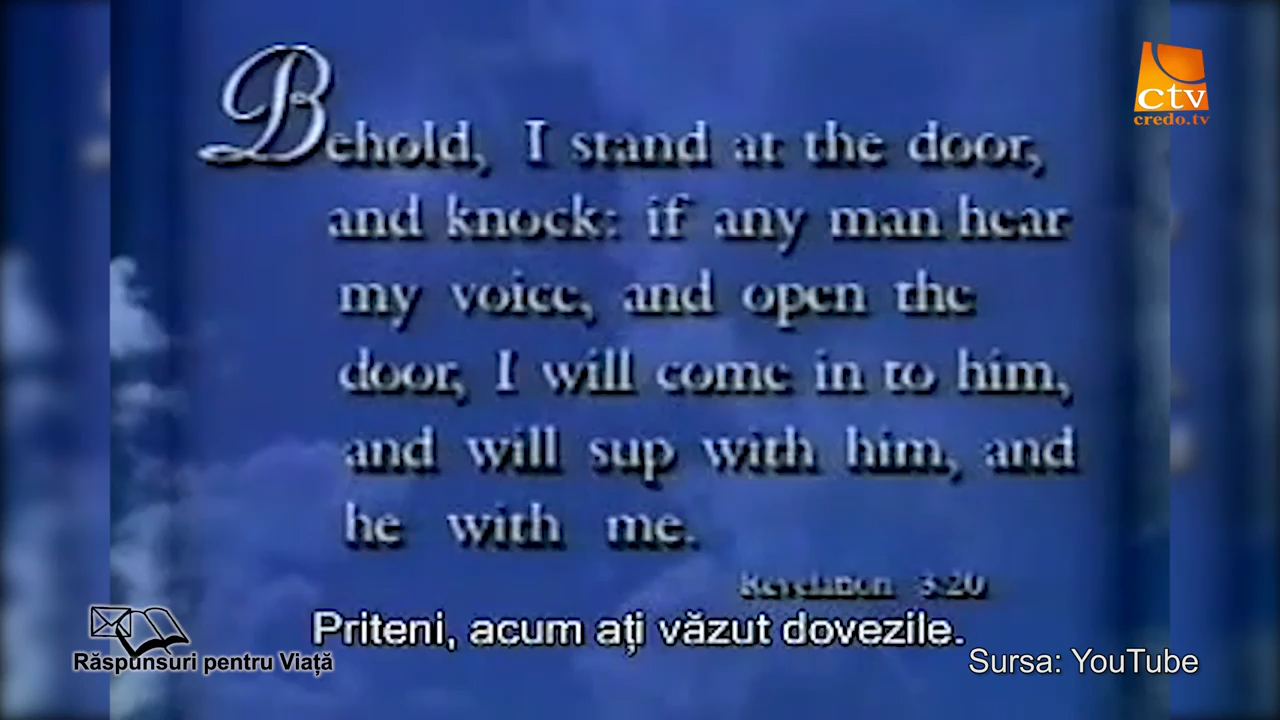 Behold, I stand at the door,
and knock: if any man hear
my voice, and open the
door, I will come in to him,
and will sup with him, and
he with me.
Revelation 3:20
Priteni, acum ați văzut dovezile.
Răspunsuri pentru Viață
Sursa: YouTube
ctv
credo.tv